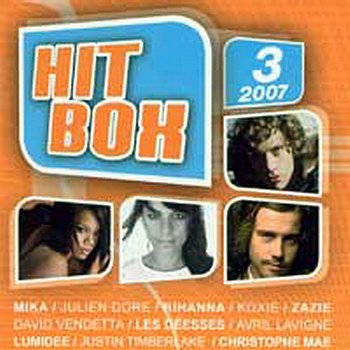 HIT
BOX
3
2007
MIKA / JULIEN DORE / RIHANNA / KOXIE / ZAZIE
DAVID VENDETTA / LES DEESSES / AVRIL LAVIGNE
LUMIDEE / JUSTIN TIMBERLAKE / CHRISTOPHE MAE